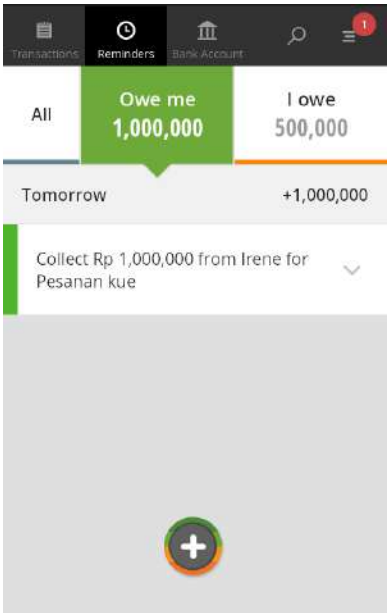 Transactions Reminders Bank Account 1
All Owe me I owe
1,000,000 500,000
Tomorrow +1,000,000
Collect Rp 1,000,000 from Irene for
Pesanan kue